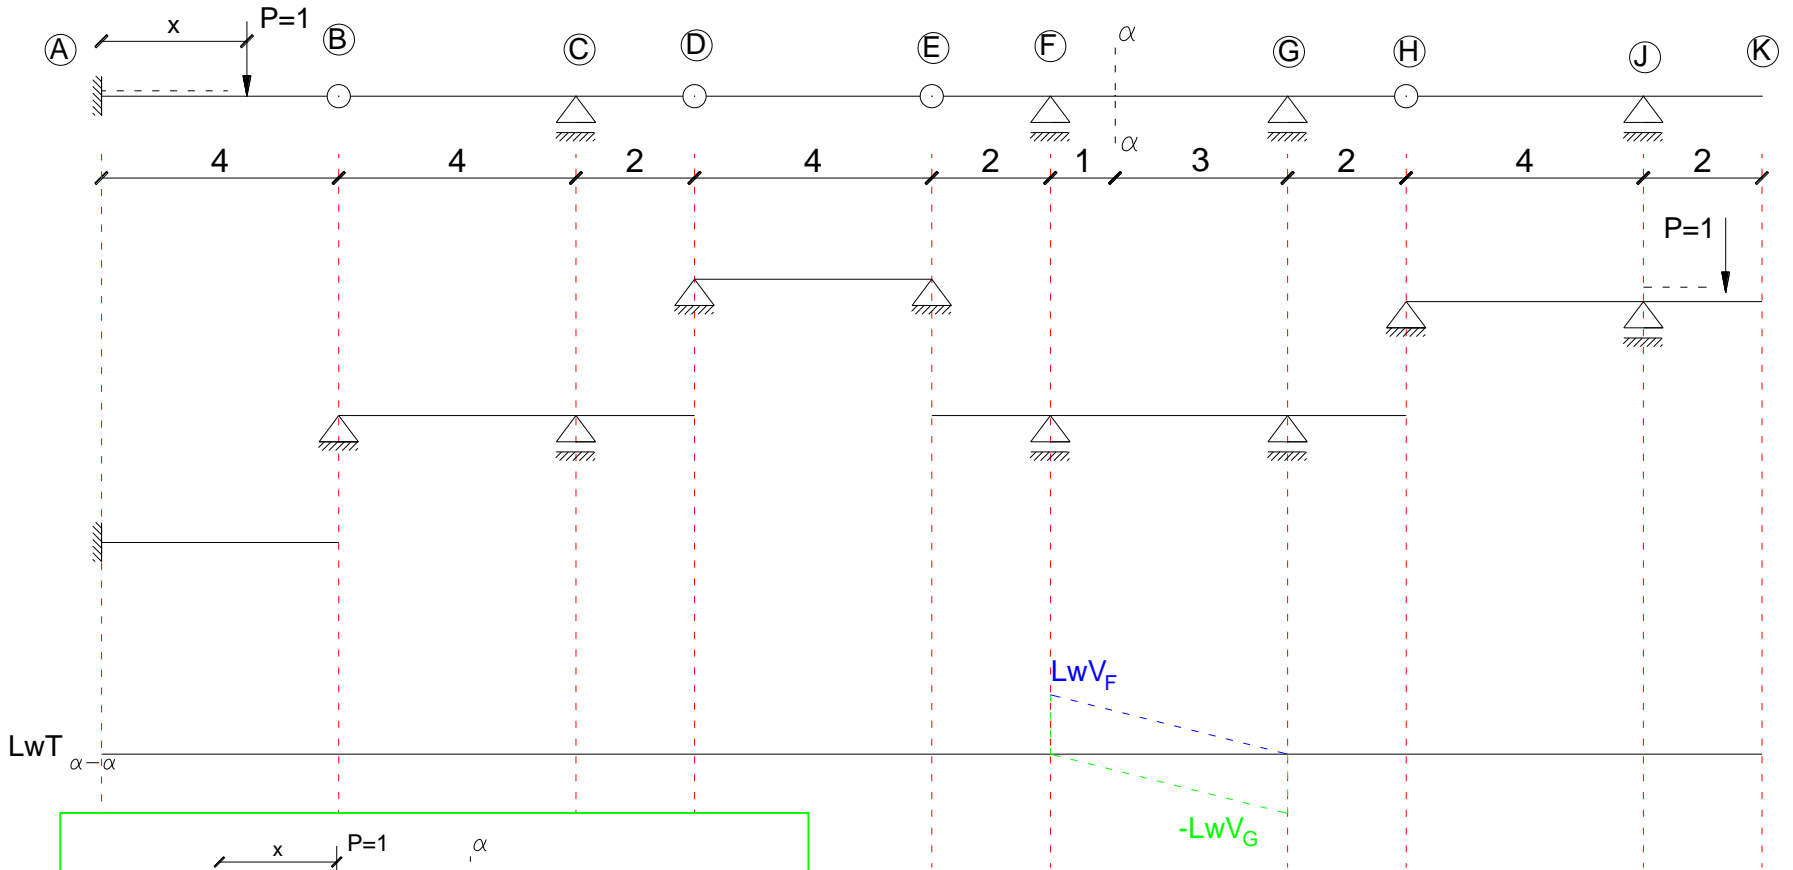 x P=1
A B C D E F α G H J K
α
4 4 2 4 2 1 3 2 4 2
P=1
LwV_F
LwT_α-α
-LwV_G
x P=1 α